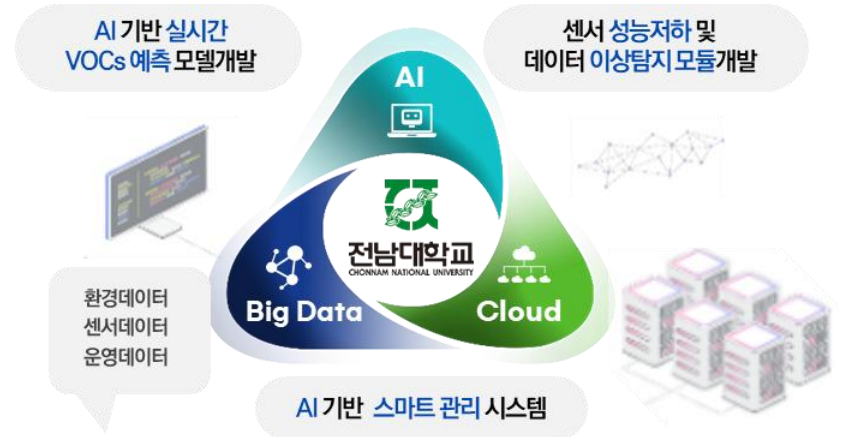 AI 기반 실시간
VOCs 예측 모델개발
센서 성능저하 및
데이터 이상탐지 모듈개발
AI
전남대학교
CHONNAM NATIONAL UNIVERSITY
Big Data
Cloud
환경데이터
센서데이터
운영데이터
AI 기반 스마트 관리 시스템